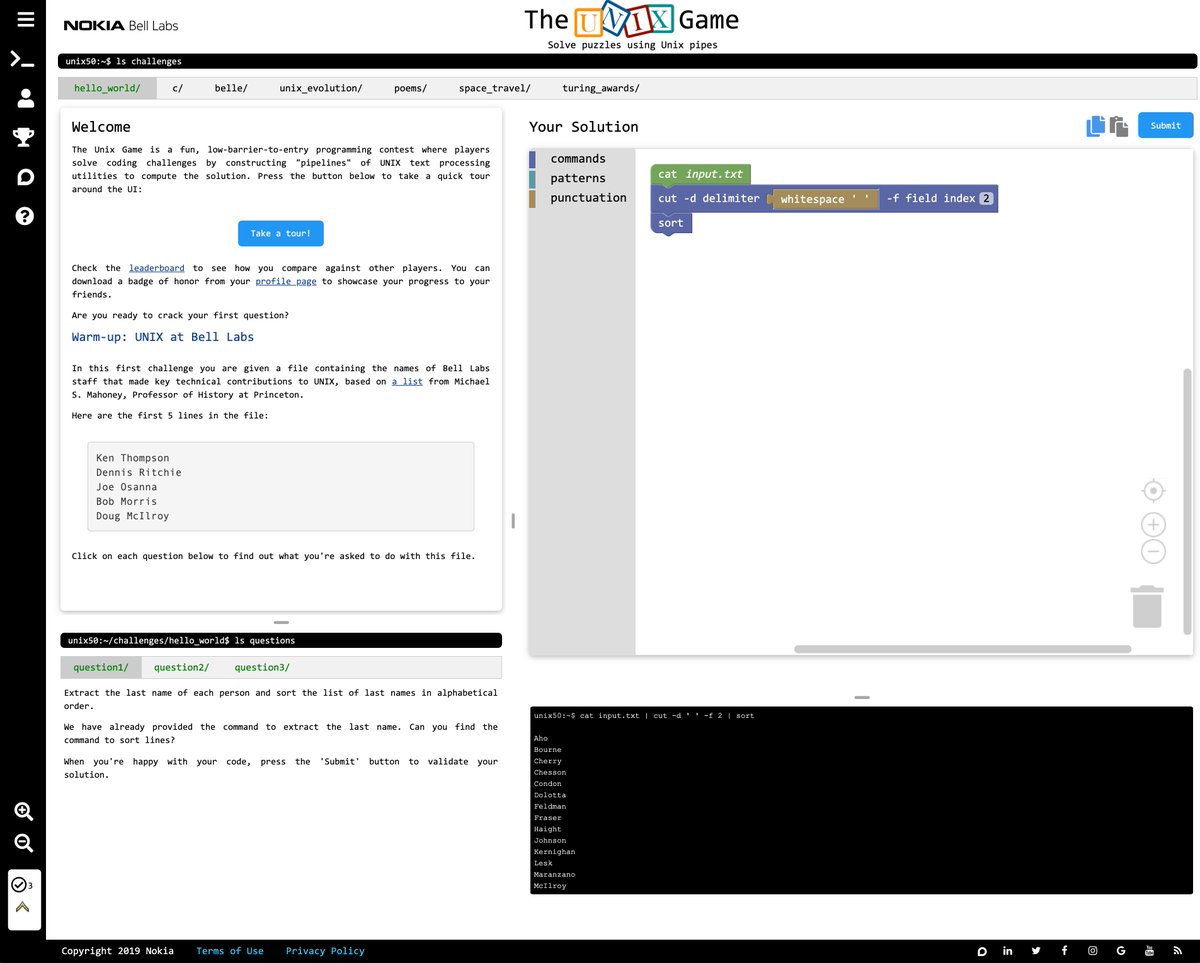 NOKIA Bell Labs
The UNIX Game
Solve puzzles using Unix pipes
unix50:~$ ls challenges
hello_world/ c/ belle/ unix_evolution/ poems/ space_travel/ turing_awards/
Welcome
The Unix Game is a fun, low-barrier-to-entry programming contest where players
solve coding challenges by constructing "pipelines" of UNIX text processing
utilities to compute the solution. Press the button below to take a quick tour
around the UI:
Take a tour!
Check the leaderboard to see how you compare against other players. You can
download a badge of honor from your profile page to showcase your progress to your
friends.
Are you ready to crack your first question?
Warm-up: UNIX at Bell Labs
In this first challenge you are given a file containing the names of Bell Labs
staff that made key technical contributions to UNIX, based on a list from Michael
S. Mahoney, Professor of History at Princeton.
Here are the first 5 lines in the file:
Ken Thompson
Dennis Ritchie
Joe Osanna
Bob Morris
Doug McIlroy
Click on each question below to find out what you're asked to do with this file.
unix50:~/challenges/hello_world$ ls questions
question1/ question2/ question3/
Extract the last name of each person and sort the list of last names in alphabetical
order.
We have already provided the command to extract the last name. Can you find the
command to sort lines?
When you're happy with your code, press the 'Submit' button to validate your
solution.
3
Your Solution
Submit
commands
patterns
punctuation
cat input.txt
cut -d delimiter whitespace ' ' -f field index 2
sort
unix50:~$ cat input.txt | cut -d ' ' -f 2 | sort
Aho
Bourne
Cherry
Chesson
Condon
Dolotta
Feldman
Fraser
Haight
Johnson
Kernighan
Lesk
Maranzano
McIlroy
Copyright 2019 Nokia Terms of Use Privacy Policy